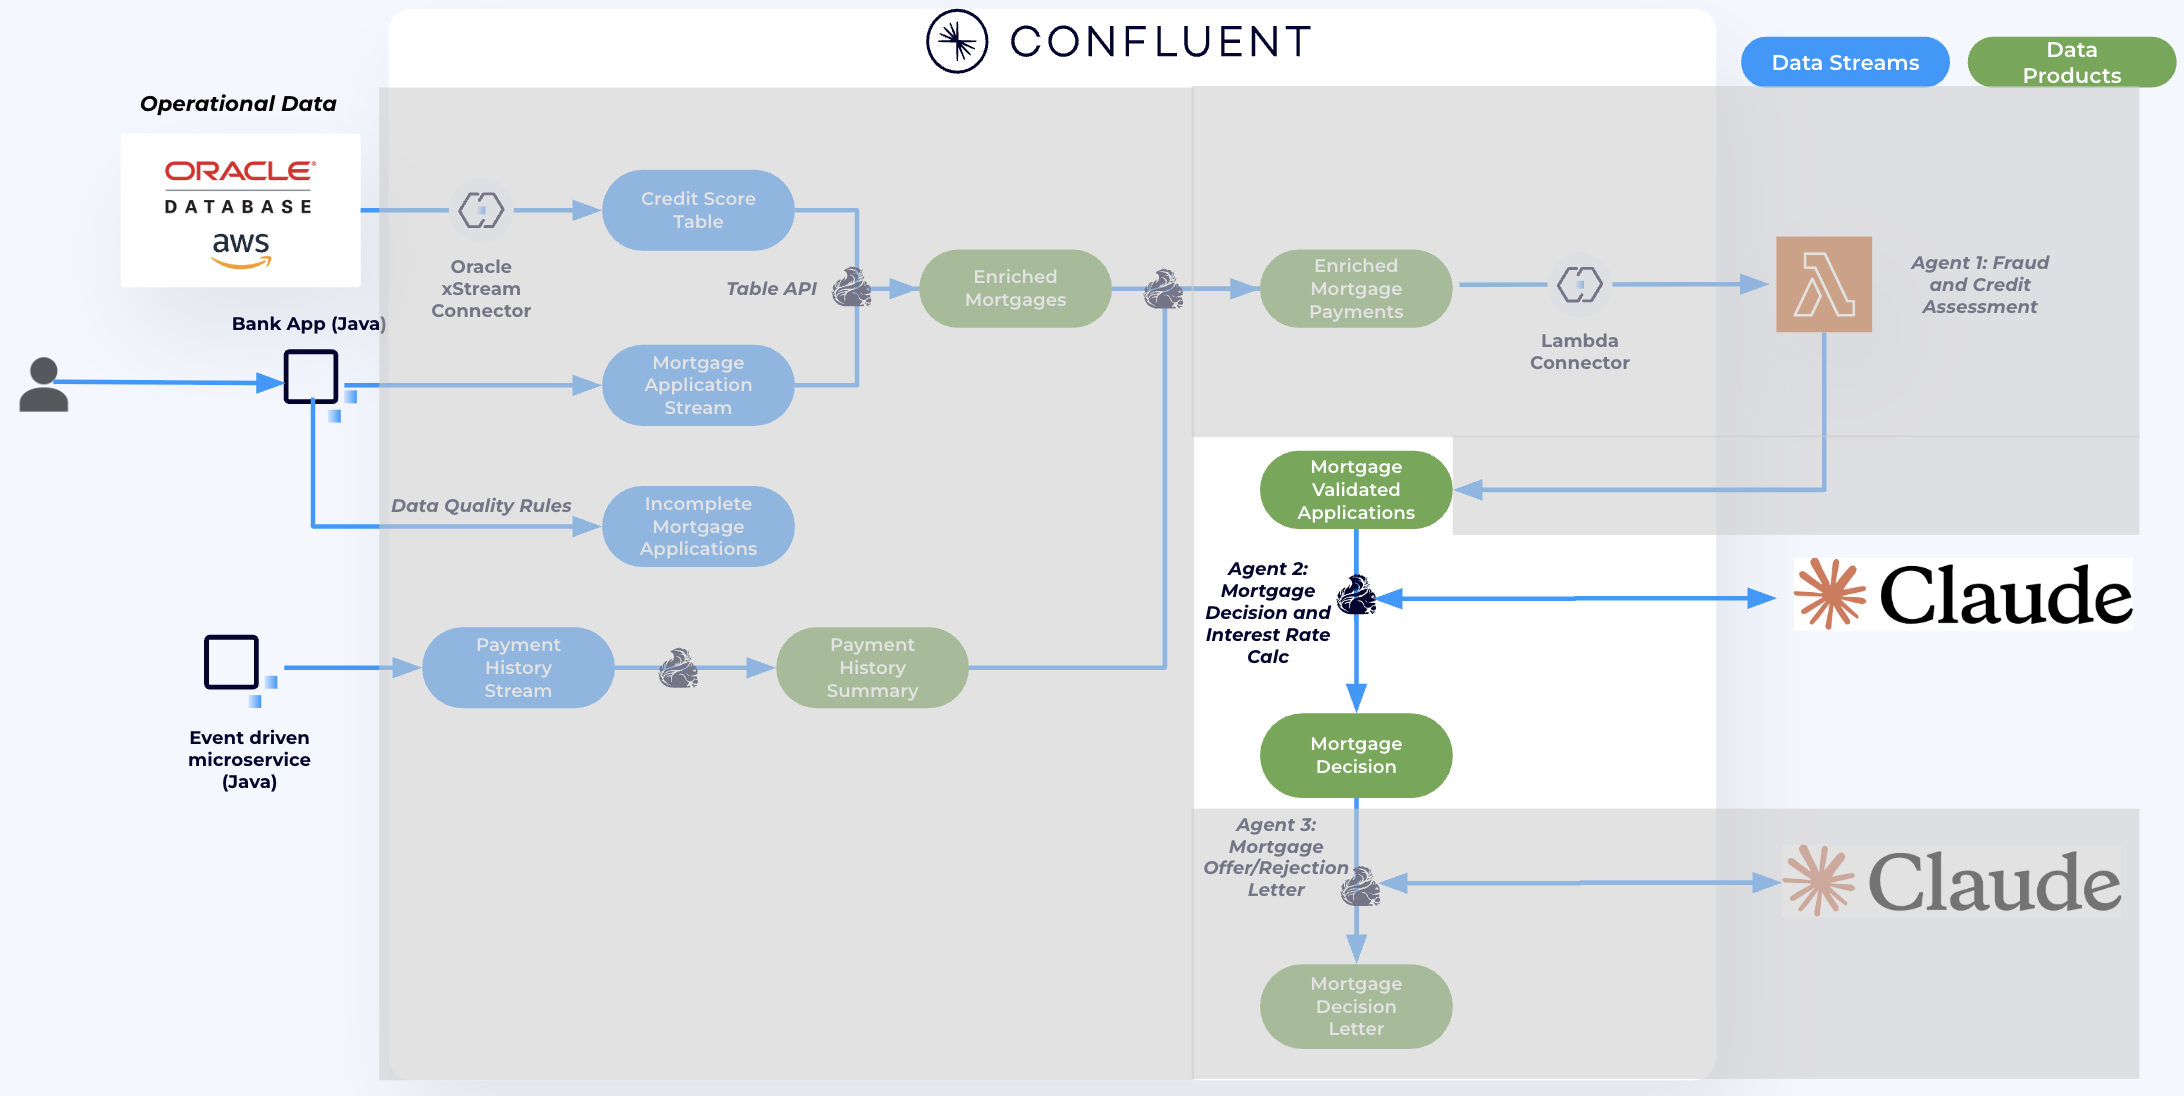 CONFLUENT
Data Streams
Data
Products
Operational Data
ORACLE®
DATABASE
aws
Oracle
xStream
Connector
Credit Score
Table
Table API
Enriched
Mortgages
Enriched
Mortgage
Payments
Lambda
Connector
Agent 1: Fraud
and Credit
Assessment
Bank App (Java)
Mortgage
Application
Stream
Data Quality Rules
Incomplete
Mortgage
Applications
Mortgage
Validated
Applications
Agent 2:
Mortgage
Decision and
Interest Rate
Calc
Claude
Payment
History
Stream
Payment
History
Summary
Event driven
microservice
(Java)
Mortgage
Decision
Agent 3:
Mortgage
Offer/Rejection
Letter
Claude
Mortgage
Decision
Letter